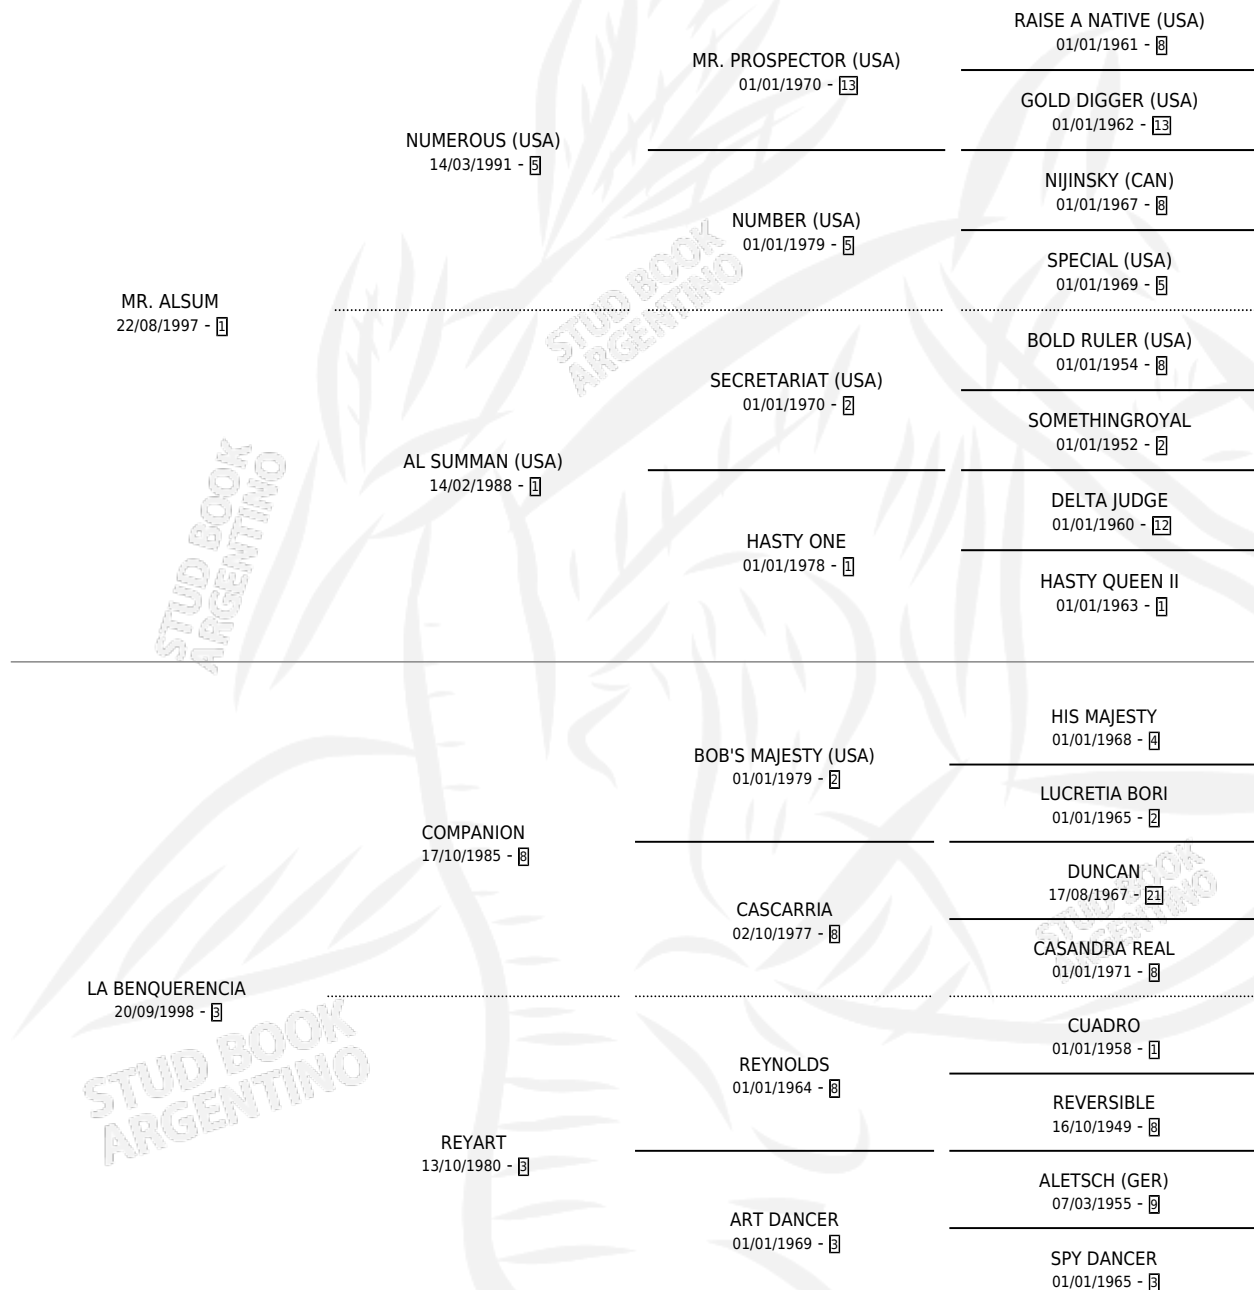 RAISE A NATIVE (USA)
01/01/1961 - 8
MR. PROSPECTOR (USA)
01/01/1970 - 13
GOLD DIGGER (USA)
01/01/1962 - 13
NUMEROUS (USA)
14/03/1991 - 5
NIJINSKY (CAN)
01/01/1967 - 8
NUMBER (USA)
01/01/1979 - 5
SPECIAL (USA)
01/01/1969 - 5
MR. ALSUM
22/08/1997 - 1
STUD BOOK
ARGENTINO
BOLD RULER (USA)
01/01/1954 - 8
SECRETARIAT (USA)
01/01/1970 - 2
SOMETHINGROYAL
01/01/1952 - 2
AL SUMMAN (USA)
14/02/1988 - 1
DELTA JUDGE
01/01/1960 - 12
HASTY ONE
01/01/1978 - 1
HASTY QUEEN II
01/01/1963 - 1
STUD BOOK
ARGENTINO
HIS MAJESTY
01/01/1968 - 4
BOB'S MAJESTY (USA)
01/01/1979 - 2
LUCRETIA BORI
01/01/1965 - 2
COMPANION
17/10/1985 - 8
DUNCAN
17/08/1967 - 21
CASCARRIA
02/10/1977 - 8
STUD BOOK
ARGENTINO
CASANDRA REAL
01/01/1971 - 8
LA BENQUERENCIA
20/09/1998 - 3
STUD BOOK
ARGENTINO
CUADRO
01/01/1958 - 1
REYNOLDS
01/01/1964 - 8
REVERSIBLE
16/10/1949 - 8
REYART
13/10/1980 - 3
ALETSCH (GER)
07/03/1955 - 9
ART DANCER
01/01/1969 - 3
SPY DANCER
01/01/1965 - 3